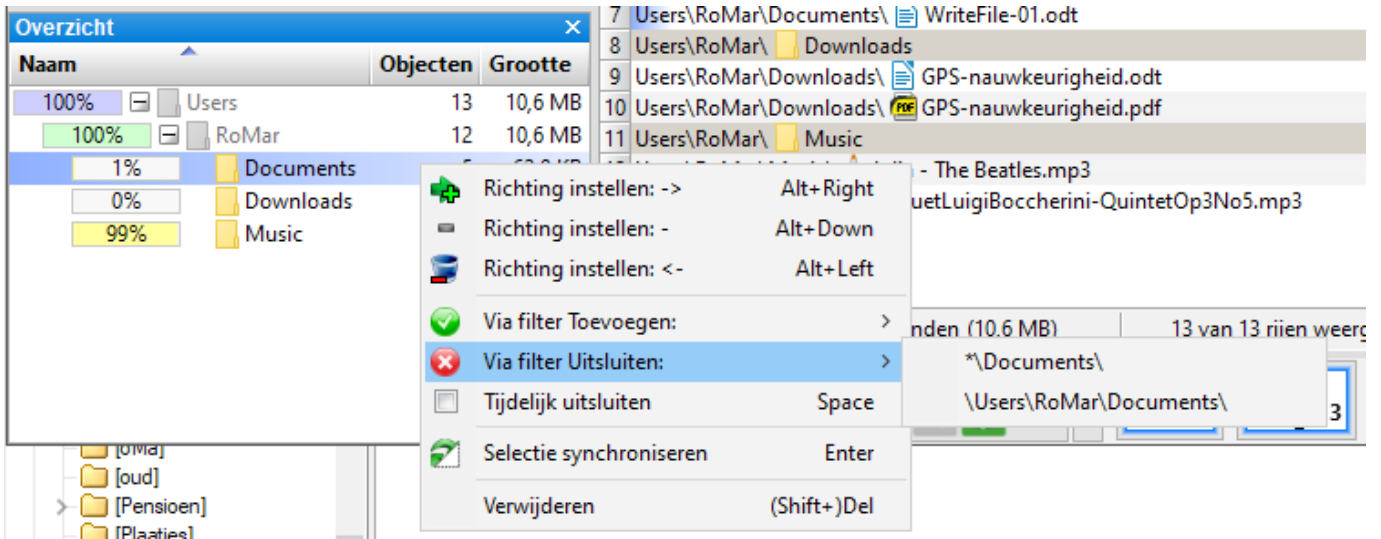 Overzicht
Naam Objecten Grootte
100% Users 13 10,6 MB
100% RoMar 12 10,6 MB
1% Documents
0% Downloads
99% Music
7 Users\RoMar\Documents\ WriteFile-01.odt
8 Users\RoMar\ Downloads
9 Users\RoMar\Downloads\ GPS-nauwkeurigheid.odt
10 Users\RoMar\Downloads\ PDF GPS-nauwkeurigheid.pdf
11 Users\RoMar\ Music
- The Beatles.mp3
uetLuigiBoccherini-QuintetOp3No5.mp3
Richting instellen: -> Alt+Right
Richting instellen: - Alt+Down
Richting instellen: <- Alt+Left
Via filter Toevoegen: >
Via filter Uitsluiten: >
Tijdelijk uitsluiten Space
Selectie synchroniseren Enter
Verwijderen (Shift+)Del
*\Documents\
\Users\RoMar\Documents\
nden (10.6 MB) 13 van 13 rijen weerg
3
[oud]
[Pensioen]
[Plaatjes]